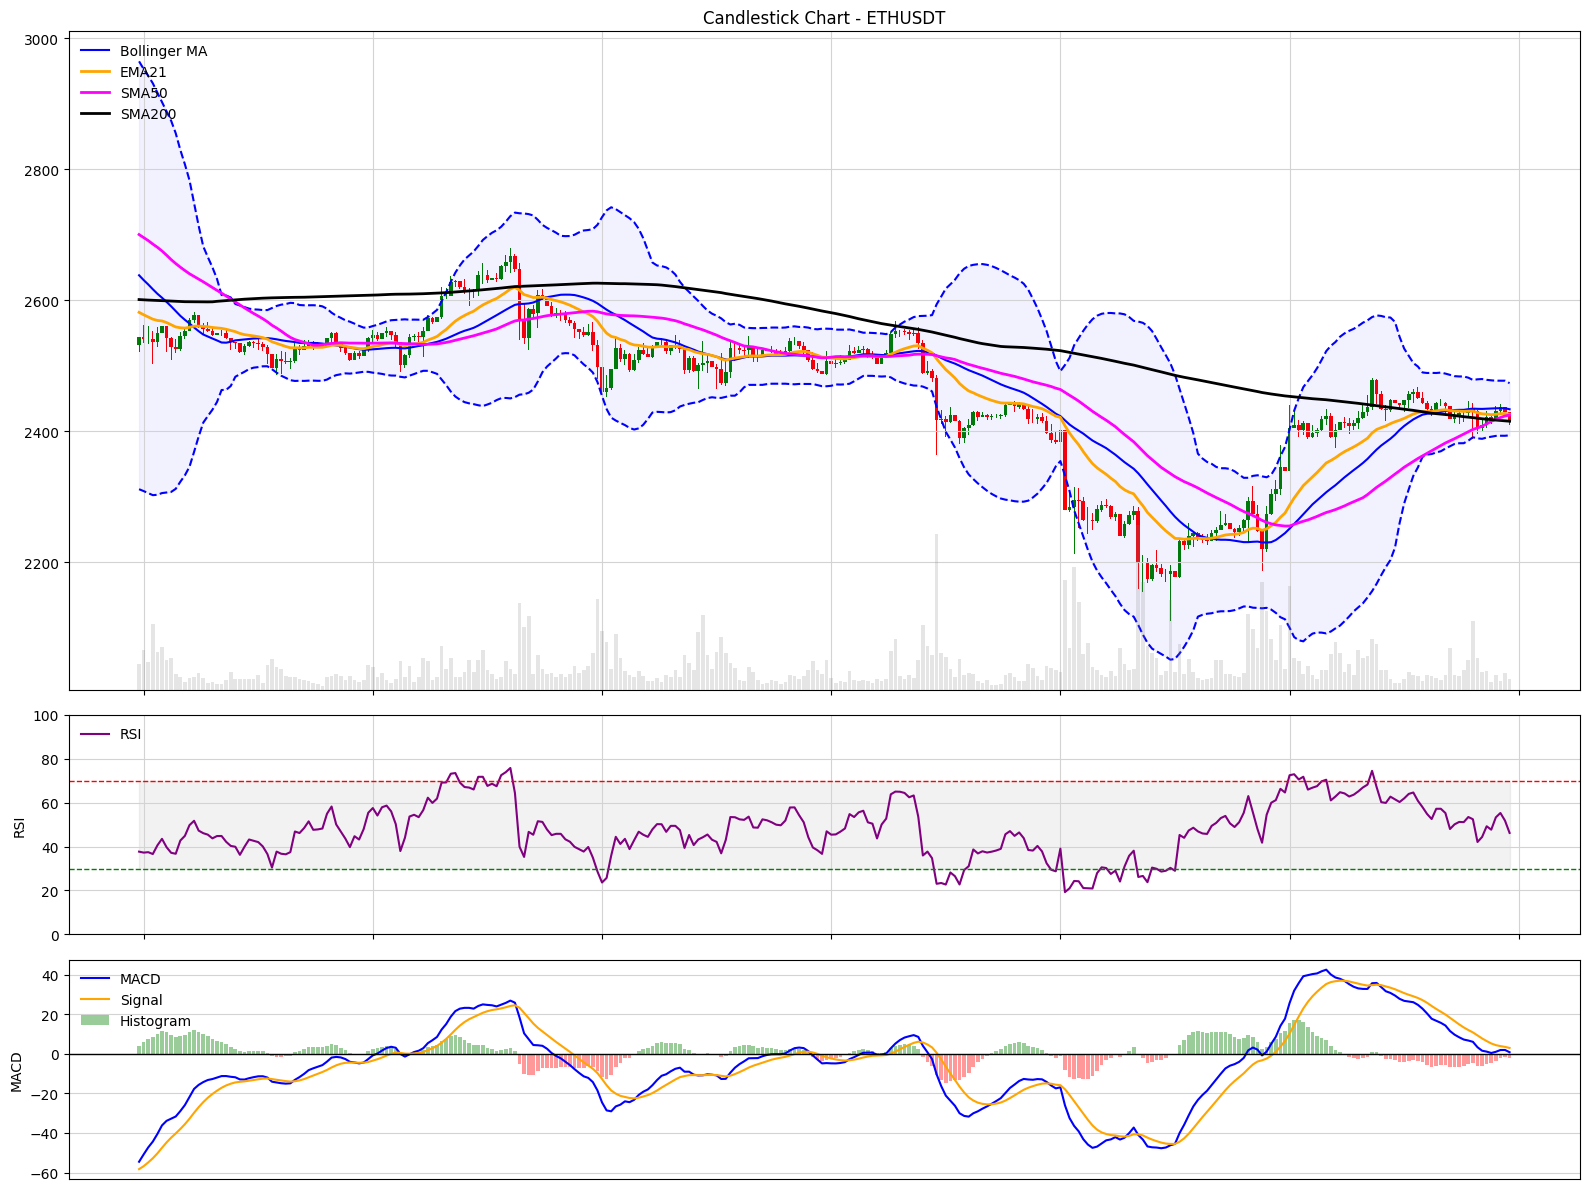 Candlestick Chart - ETHUSDT
3000
Bollinger MA
EMA21
SMA50
SMA200
2800
2600
2400
2200
100
RSI
80
60
RSI
40
20
0
40
MACD
20
Signal
Histogram
0
MACD
−20
−40
−60